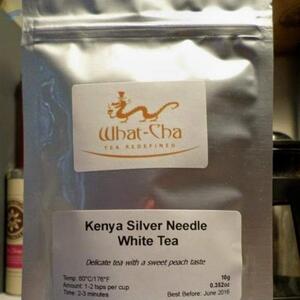 What-Cha
TEA REDEFINED
Kenya Silver Needle
White Tea
Delicate tea with a sweet peach taste
Temp: 80°C/176°F
Amount: 1-2 tsps per cup
Time: 2-3 minutes
10g
0.352oz
Best Before: June 2016